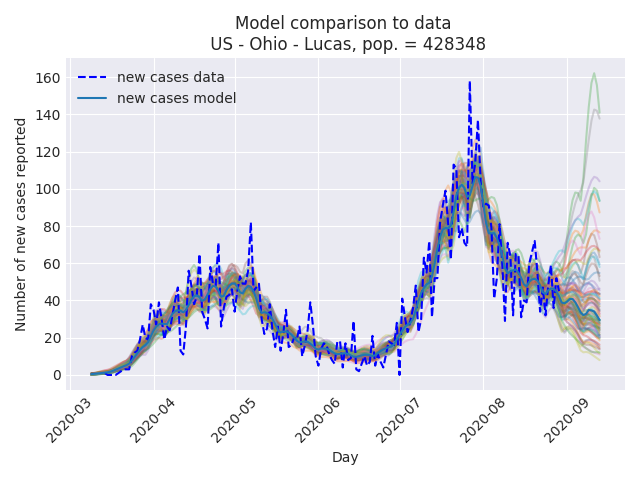 Model comparison to data
US - Ohio - Lucas, pop. = 428348
new cases data
new cases model
Number of new cases reported
160
140
120
100
80
60
40
20
0
2020-03
2020-04
2020-05
2020-06
2020-07
2020-08
2020-09
Day